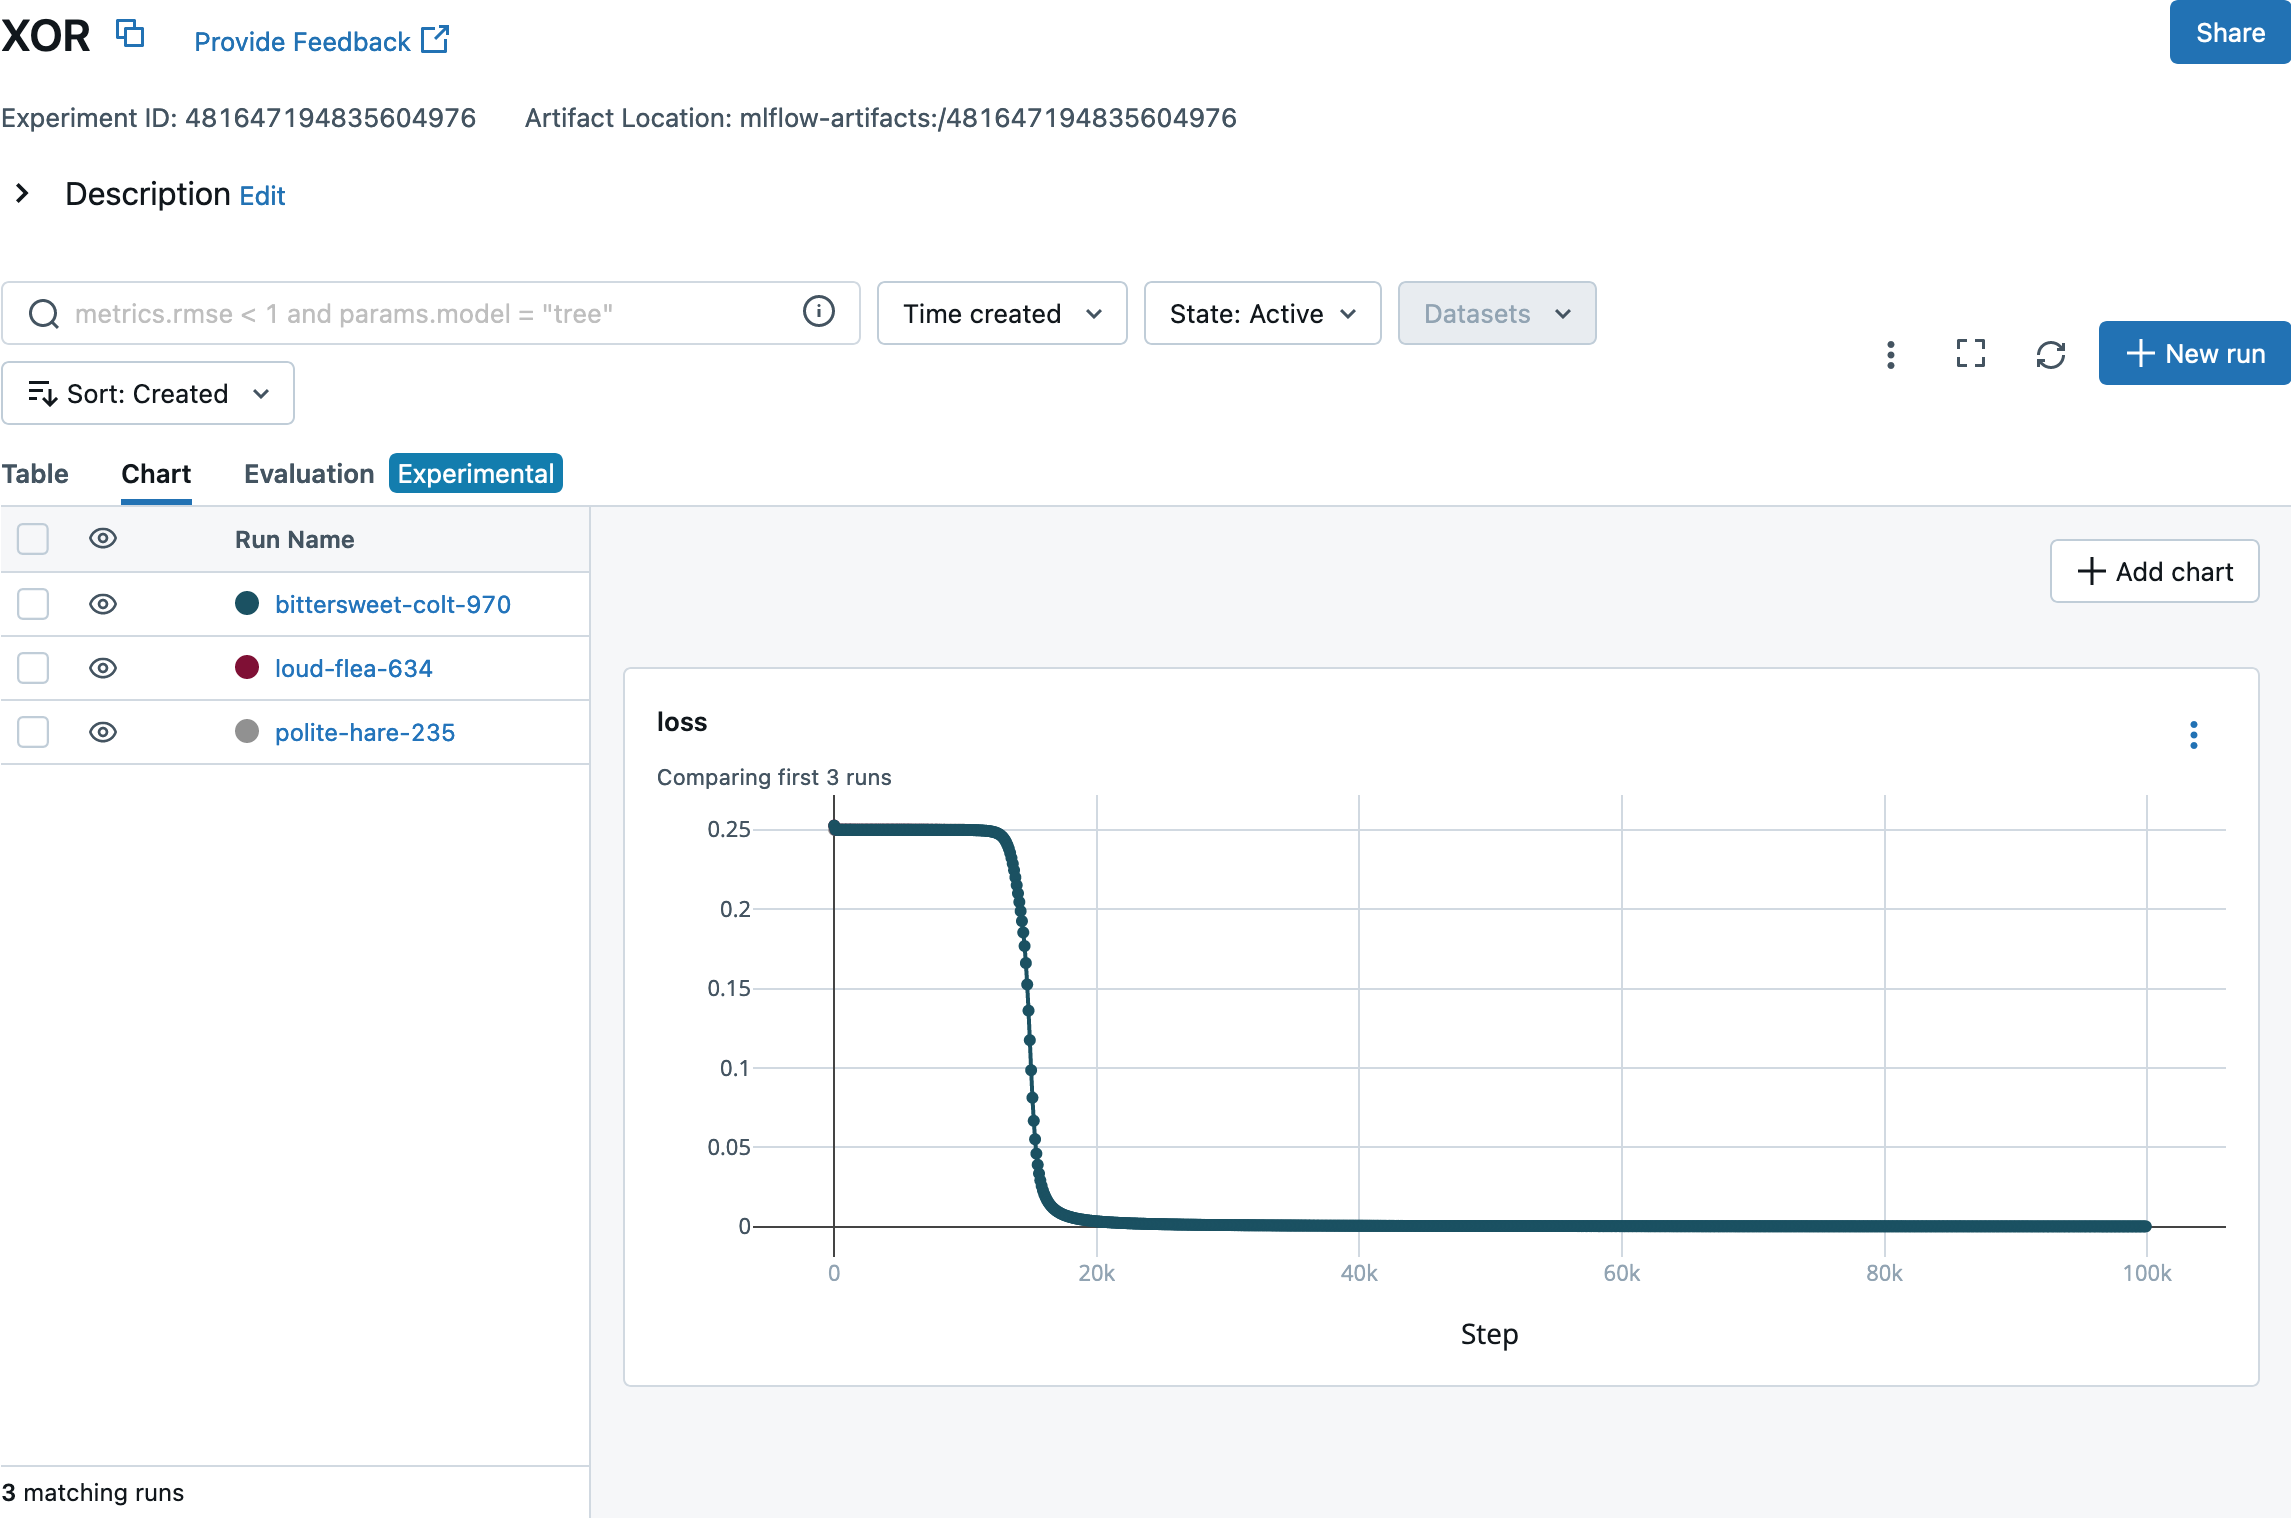 XOR
Provide Feedback
Share
Experiment ID: 481647194835604976
Artifact Location: mlflow-artifacts:/481647194835604976
Description Edit
metrics.rmse < 1 and params.model = "tree"
Time created
State: Active
Datasets
New run
Sort: Created
Table
Chart
Evaluation
Experimental
Run Name
Add chart
bittersweet-colt-970
loud-flea-634
polite-hare-235
loss
Comparing first 3 runs
0.25
0.2
0.15
0.1
0.05
0
0
20k
40k
60k
80k
100k
Step
3 matching runs